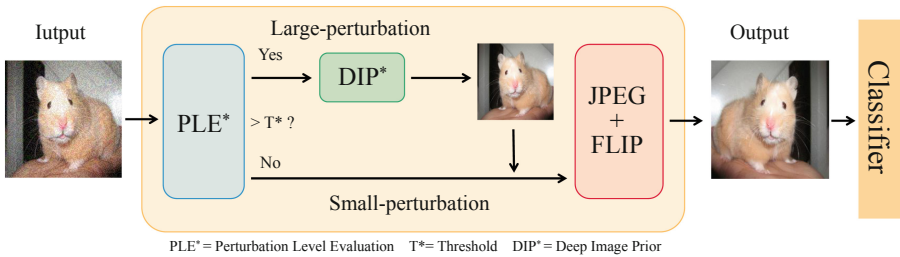 Iutput
Large-perturbation
Output
Yes
DIP*
PLE*
> T* ?
JPEG
+
FLIP
No
Small-perturbation
Classifier
PLE* = Perturbation Level Evaluation T*= Threshold DIP* = Deep Image Prior